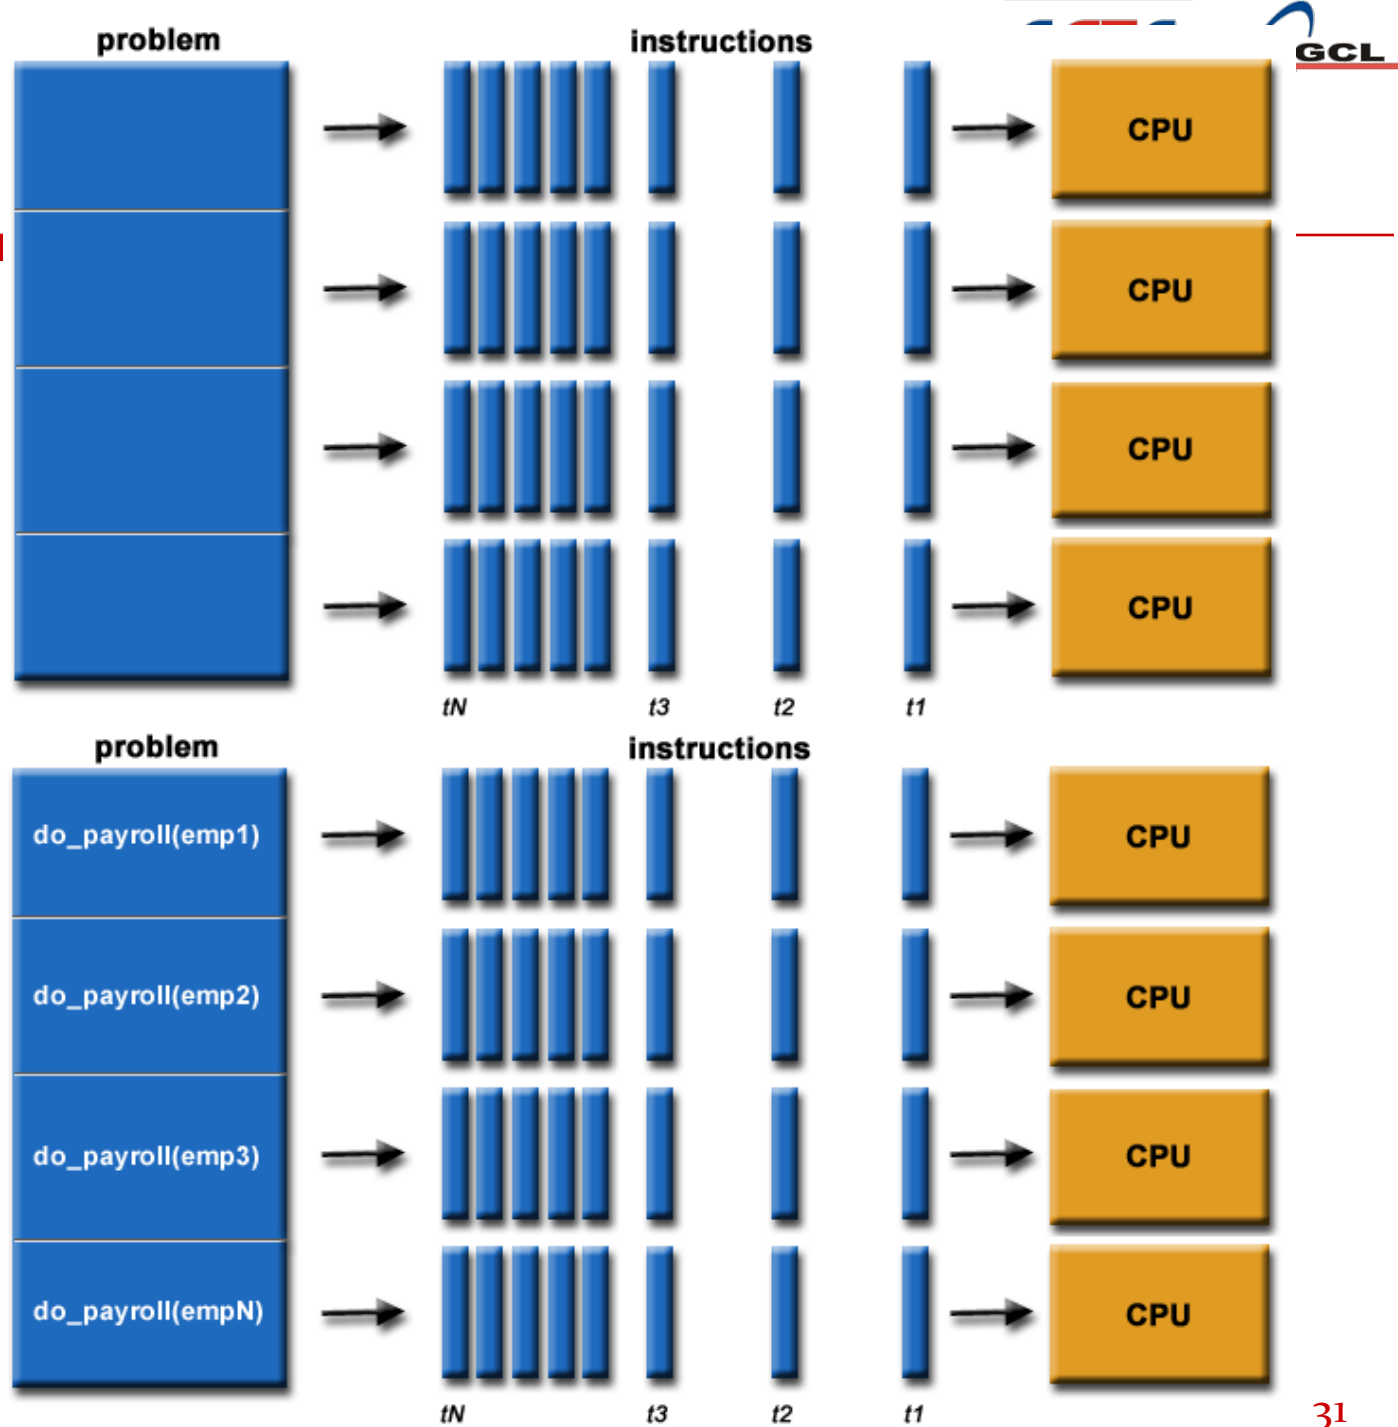 problem instructions
GCL
CPU
CPU
CPU
CPU
tN t3 t2 t1
problem instructions
do_payroll(emp1) CPU
do_payroll(emp2) CPU
do_payroll(emp3) CPU
do_payroll(empN) CPU
tN t3 t2 t1
31